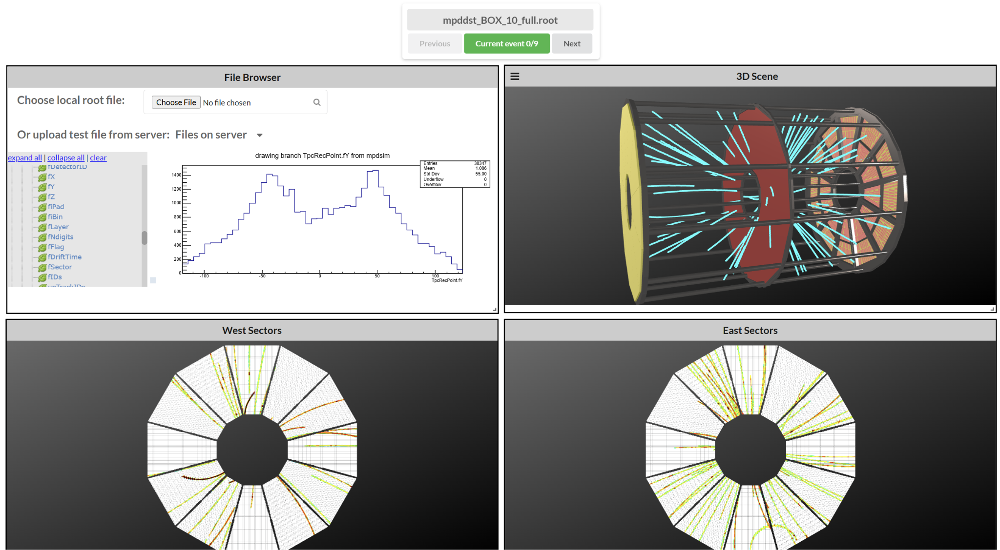 mpddst_BOX_10_full.root
Previous
Current event 0/9
Next
File Browser
Choose local root file:
Choose File No file chosen
Or upload test file from server: Files on server
expand all | collapse all | clear
fDetectorID
fX
fY
fZ
fiPad
fiBin
fLayer
fNdigits
fFlag
fDriftTime
fSector
fIDs
drawing branch TpcRecPoint.fY from mpdsim
Entries 38347
Mean 1.086
Std Dev 55.00
Underflow 0
Overflow 0
1400
1200
1000
800
600
400
200
0
-100 -50 0 50 100
TpcRecPoint.fY
3D Scene
West Sectors
East Sectors